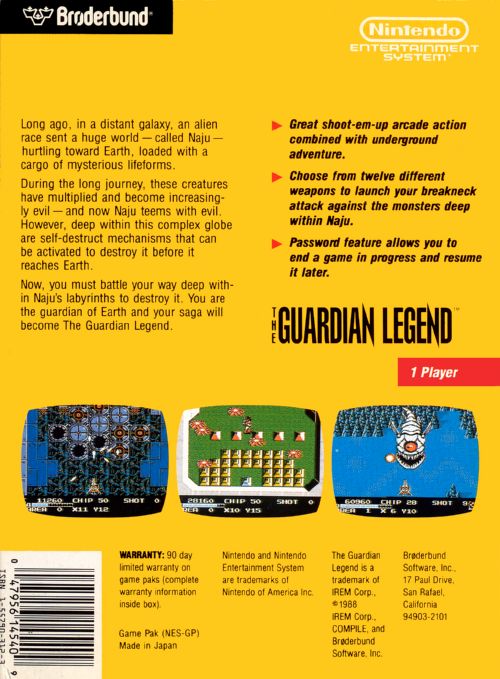 Brøderbund®
Nintendo
ENTERTAINMENT
SYSTEM®
Long ago, in a distant galaxy, an alien
race sent a huge world — called Naju —
hurtling toward Earth, loaded with a
cargo of mysterious lifeforms.
During the long journey, these creatures
have multiplied and become increasing-
ly evil — and now Naju teems with evil.
However, deep within this complex globe
are self-destruct mechanisms that can
be activated to destroy it before it
reaches Earth.
Now, you must battle your way deep with-
in Naju's labyrinths to destroy it. You are
the guardian of Earth and your saga will
become The Guardian Legend.
Great shoot-em-up arcade action
combined with underground
adventure.
Choose from twelve different
weapons to launch your breakneck
attack against the monsters deep
within Naju.
Password feature allows you to
end a game in progress and resume
it later.
THE GUARDIAN LEGEND™
1 Player
11260 CHIP 50 SHOT 0
REA 0 X11 Y12
28160 CHIP 50 SHOT 0
REA 0 X10 Y15
60960 CHIP 28 SHOT
REA 1 X 6 Y10
0 47956 14540 9
WARRANTY: 90 day
limited warranty on
game paks (complete
warranty information
inside box).
Game Pak (NES-GP)
Made in Japan
Nintendo and Nintendo
Entertainment System
are trademarks of
Nintendo of America Inc.
The Guardian
Legend is a
trademark of
IREM Corp.,
©1988
IREM Corp.,
COMPILE, and
Brøderbund
Software, Inc.
Brøderbund
Software, Inc.,
17 Paul Drive,
San Rafael,
California
94903-2101